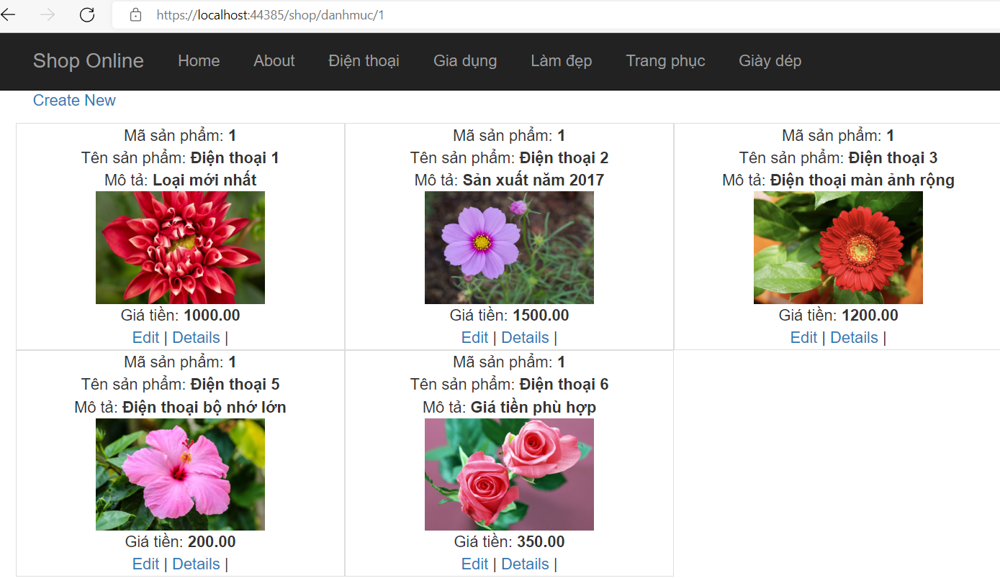 https://localhost:44385/shop/danhmuc/1
Shop Online Home About Điện thoại Gia dụng Làm đẹp Trang phục Giày dép
Create New
Mã sản phẩm: 1
Tên sản phẩm: Điện thoại 1
Mô tả: Loại mới nhất
Giá tiền: 1000.00
Edit | Details |
Mã sản phẩm: 1
Tên sản phẩm: Điện thoại 2
Mô tả: Sản xuất năm 2017
Giá tiền: 1500.00
Edit | Details |
Mã sản phẩm: 1
Tên sản phẩm: Điện thoại 3
Mô tả: Điện thoại màn ảnh rộng
Giá tiền: 1200.00
Edit | Details |
Mã sản phẩm: 1
Tên sản phẩm: Điện thoại 5
Mô tả: Điện thoại bộ nhớ lớn
Giá tiền: 200.00
Edit | Details |
Mã sản phẩm: 1
Tên sản phẩm: Điện thoại 6
Mô tả: Giá tiền phù hợp
Giá tiền: 350.00
Edit | Details |